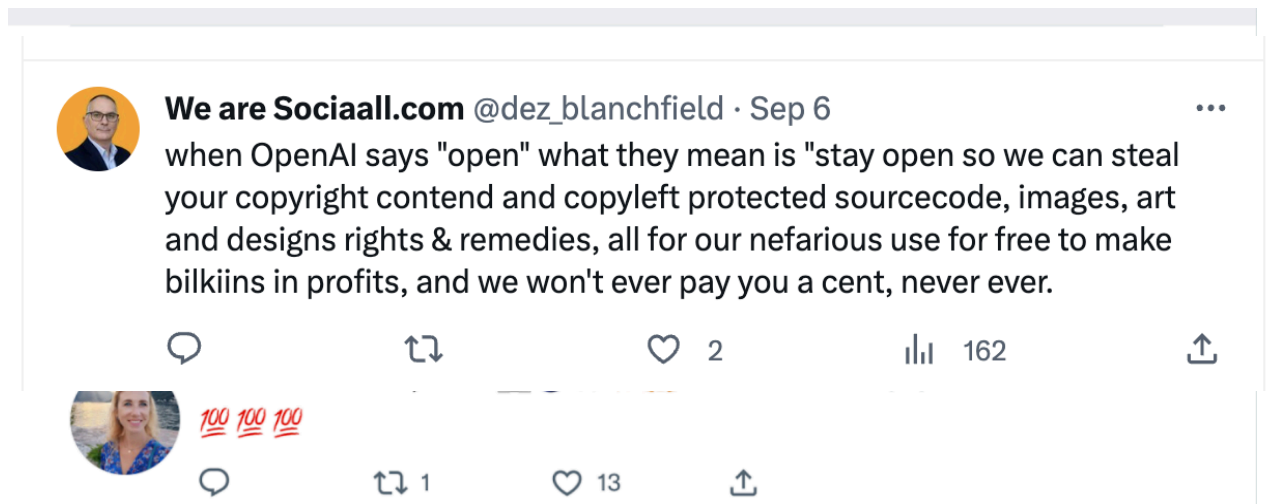 We are Sociaall.com @dez_blanchfield · Sep 6
when OpenAI says "open" what they mean is "stay open so we can steal
your copyright contend and copyleft protected sourcecode, images, art
and designs rights & remedies, all for our nefarious use for free to make
bilkiins in profits, and we won't ever pay you a cent, never ever.
2 162
💯 💯 💯
1 13